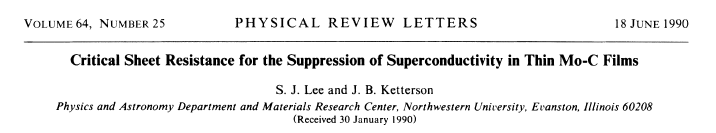 VOLUME 64, NUMBER 25 PHYSICAL REVIEW LETTERS 18 JUNE 1990
Critical Sheet Resistance for the Suppression of Superconductivity in Thin Mo-C Films
S. J. Lee and J. B. Ketterson
Physics and Astronomy Department and Materials Research Center, Northwestern University, Evanston, Illinois 60208
(Received 30 January 1990)